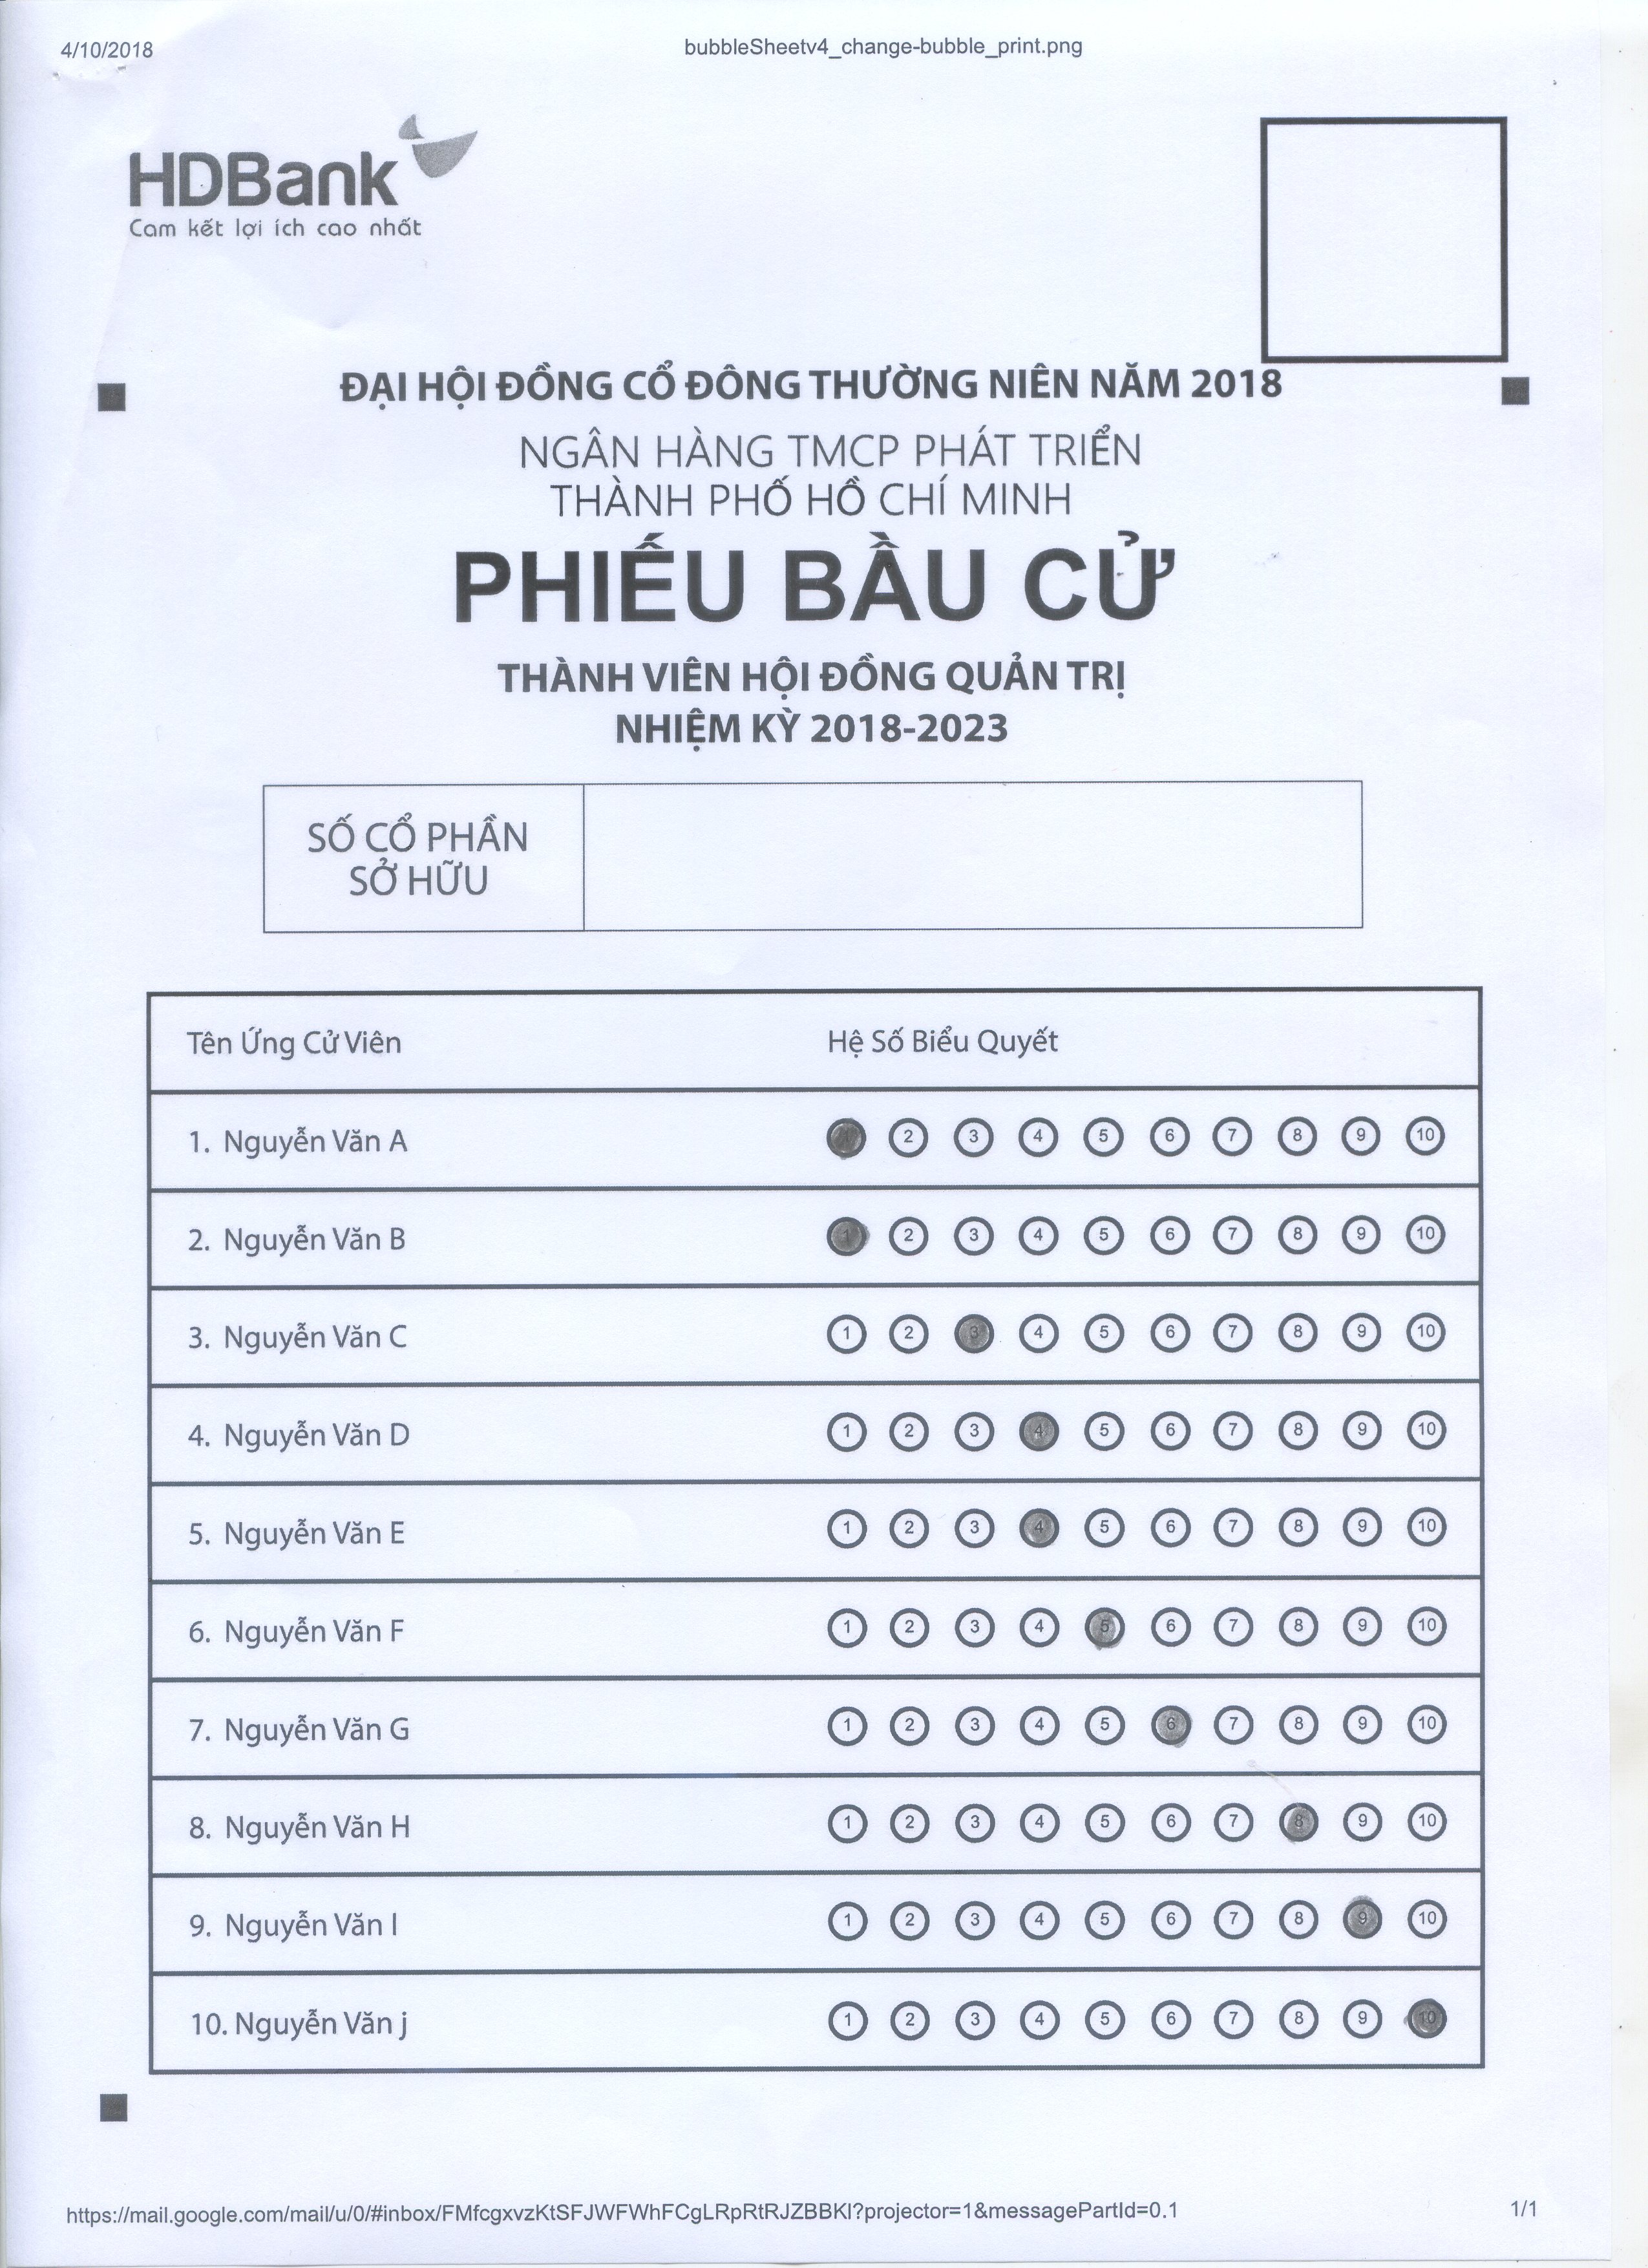 4/10/2018 bubbleSheetv4_change-bubble_print.png
HDBank
Cam kết lợi ích cao nhất
ĐẠI HỘI ĐỒNG CỔ ĐÔNG THƯỜNG NIÊN NĂM 2018
NGÂN HÀNG TMCP PHÁT TRIỂN
THÀNH PHỐ HỒ CHÍ MINH
PHIẾU BẦU CỬ
THÀNH VIÊN HỘI ĐỒNG QUẢN TRỊ
NHIỆM KỲ 2018-2023
SỐ CỔ PHẦN
SỞ HỮU
Tên Ứng Cử Viên Hệ Số Biểu Quyết
1. Nguyễn Văn A 1 2 3 4 5 6 7 8 9 10
2. Nguyễn Văn B 1 2 3 4 5 6 7 8 9 10
3. Nguyễn Văn C 1 2 3 4 5 6 7 8 9 10
4. Nguyễn Văn D 1 2 3 4 5 6 7 8 9 10
5. Nguyễn Văn E 1 2 3 4 5 6 7 8 9 10
6. Nguyễn Văn F 1 2 3 4 5 6 7 8 9 10
7. Nguyễn Văn G 1 2 3 4 5 6 7 8 9 10
8. Nguyễn Văn H 1 2 3 4 5 6 7 8 9 10
9. Nguyễn Văn I 1 2 3 4 5 6 7 8 9 10
10. Nguyễn Văn j 1 2 3 4 5 6 7 8 9 10
https://mail.google.com/mail/u/0/#inbox/FMfcgxvzKtSFJWFWhFCgLRpRtRJZBBKl?projector=1&messagePartId=0.1 1/1